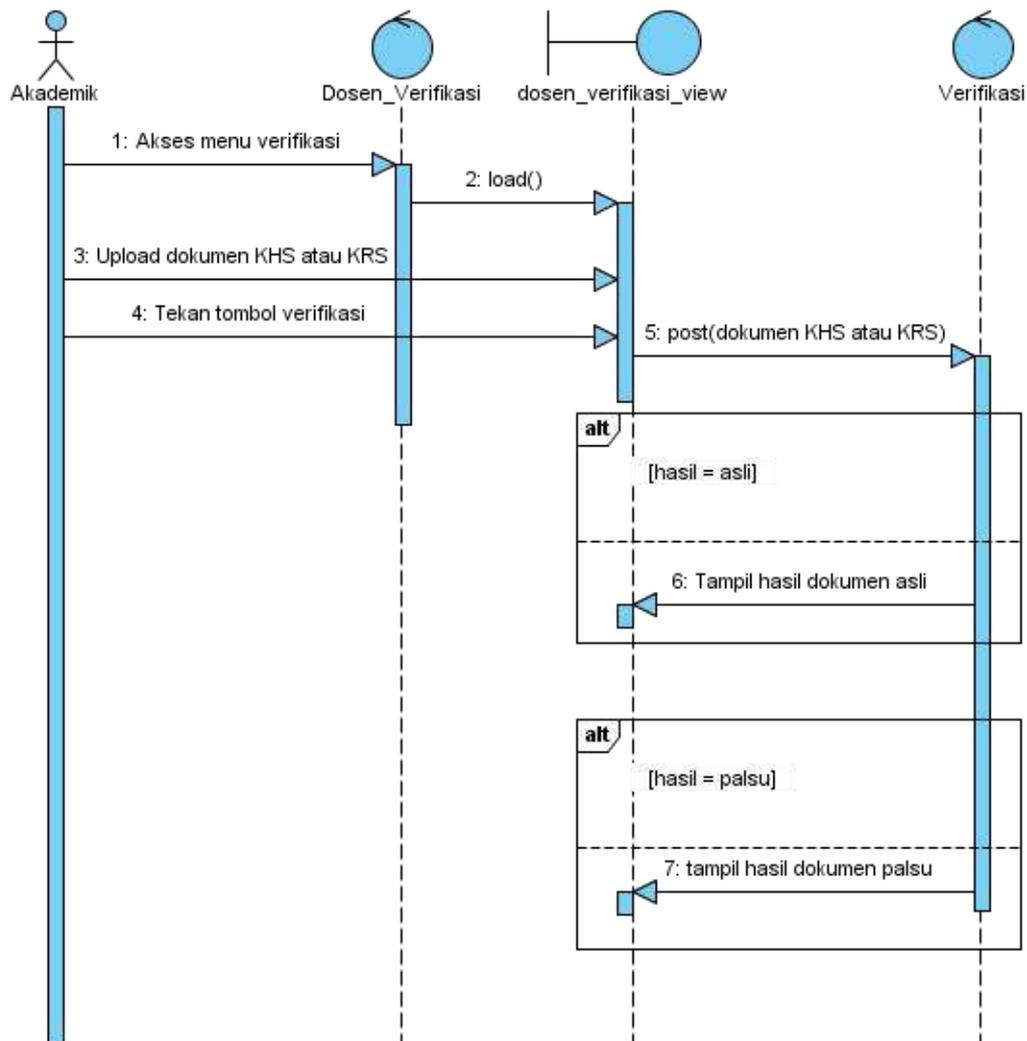 Akademik
Dosen_Verifikasi
dosen_verifikasi_view
Verifikasi
1: Akses menu verifikasi
2: load()
3: Upload dokumen KHS atau KRS
4: Tekan tombol verifikasi
5: post(dokumen KHS atau KRS)
alt
[hasil = asli]
6: Tampil hasil dokumen asli
alt
[hasil = palsu]
7: tampil hasil dokumen palsu